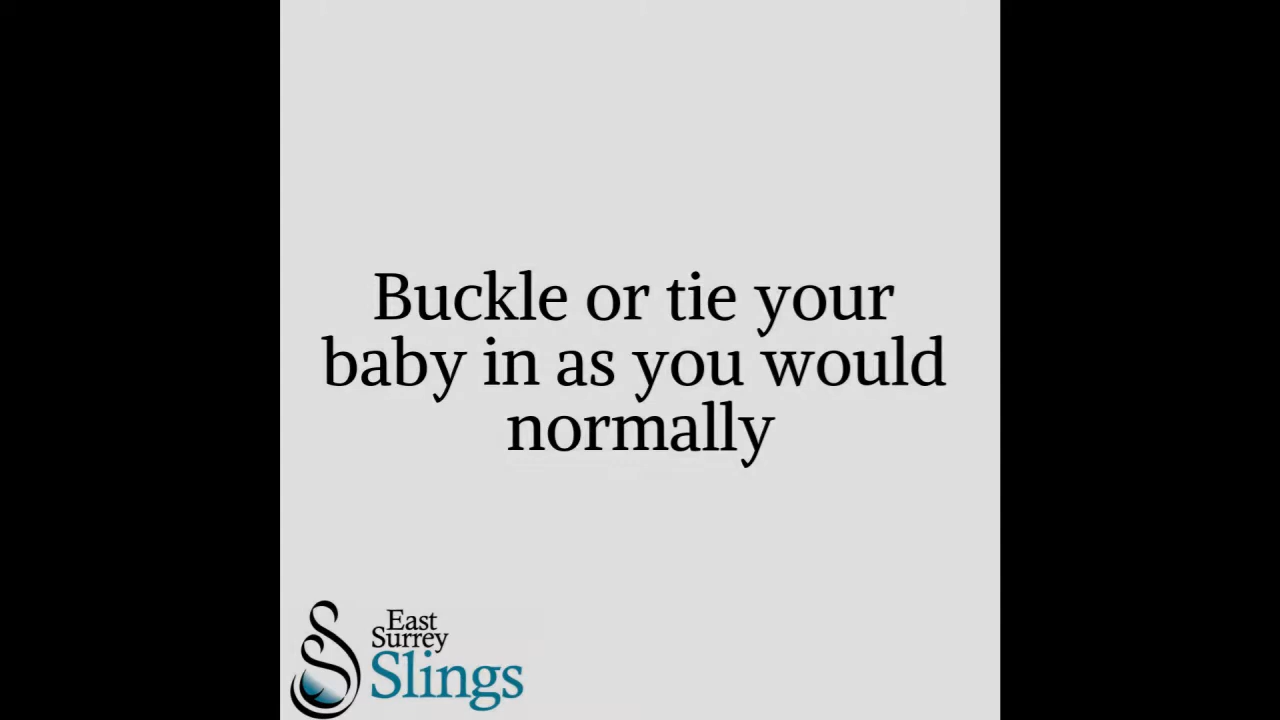 Buckle or tie your
baby in as you would
normally
East
Surrey
Slings